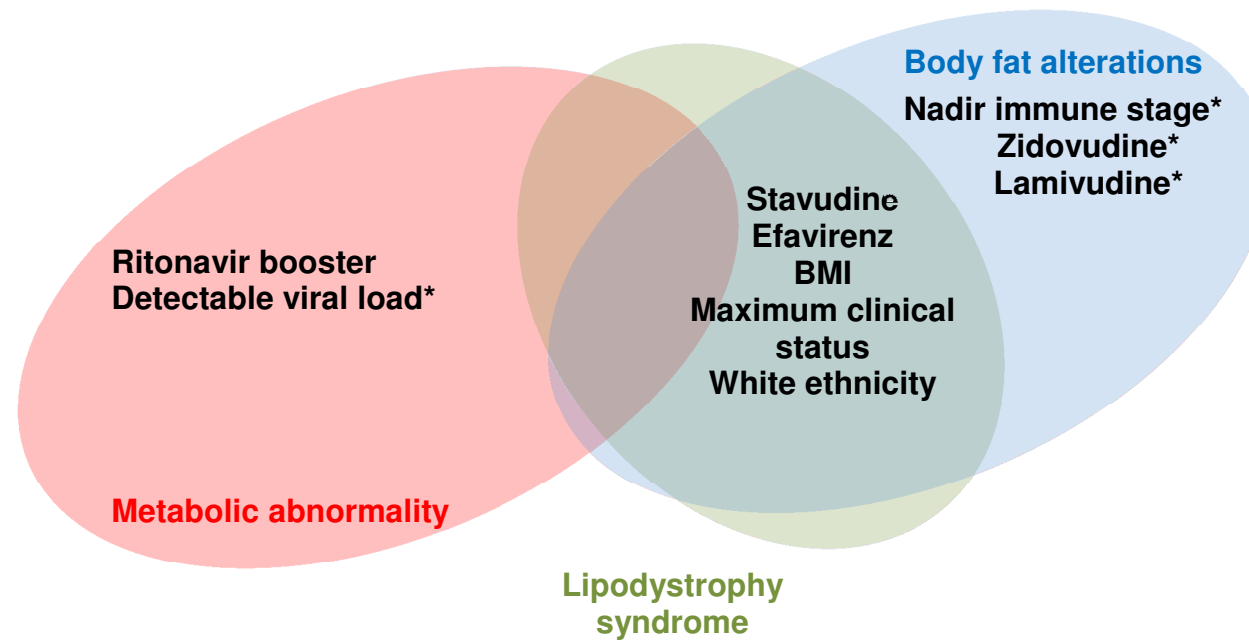 Body fat alterations
Nadir immune stage*
Zidovudine*
Lamivudine*
Stavudine
Efavirenz
BMI
Maximum clinical
status
White ethnicity
Ritonavir booster
Detectable viral load*
Metabolic abnormality
Lipodystrophy
syndrome